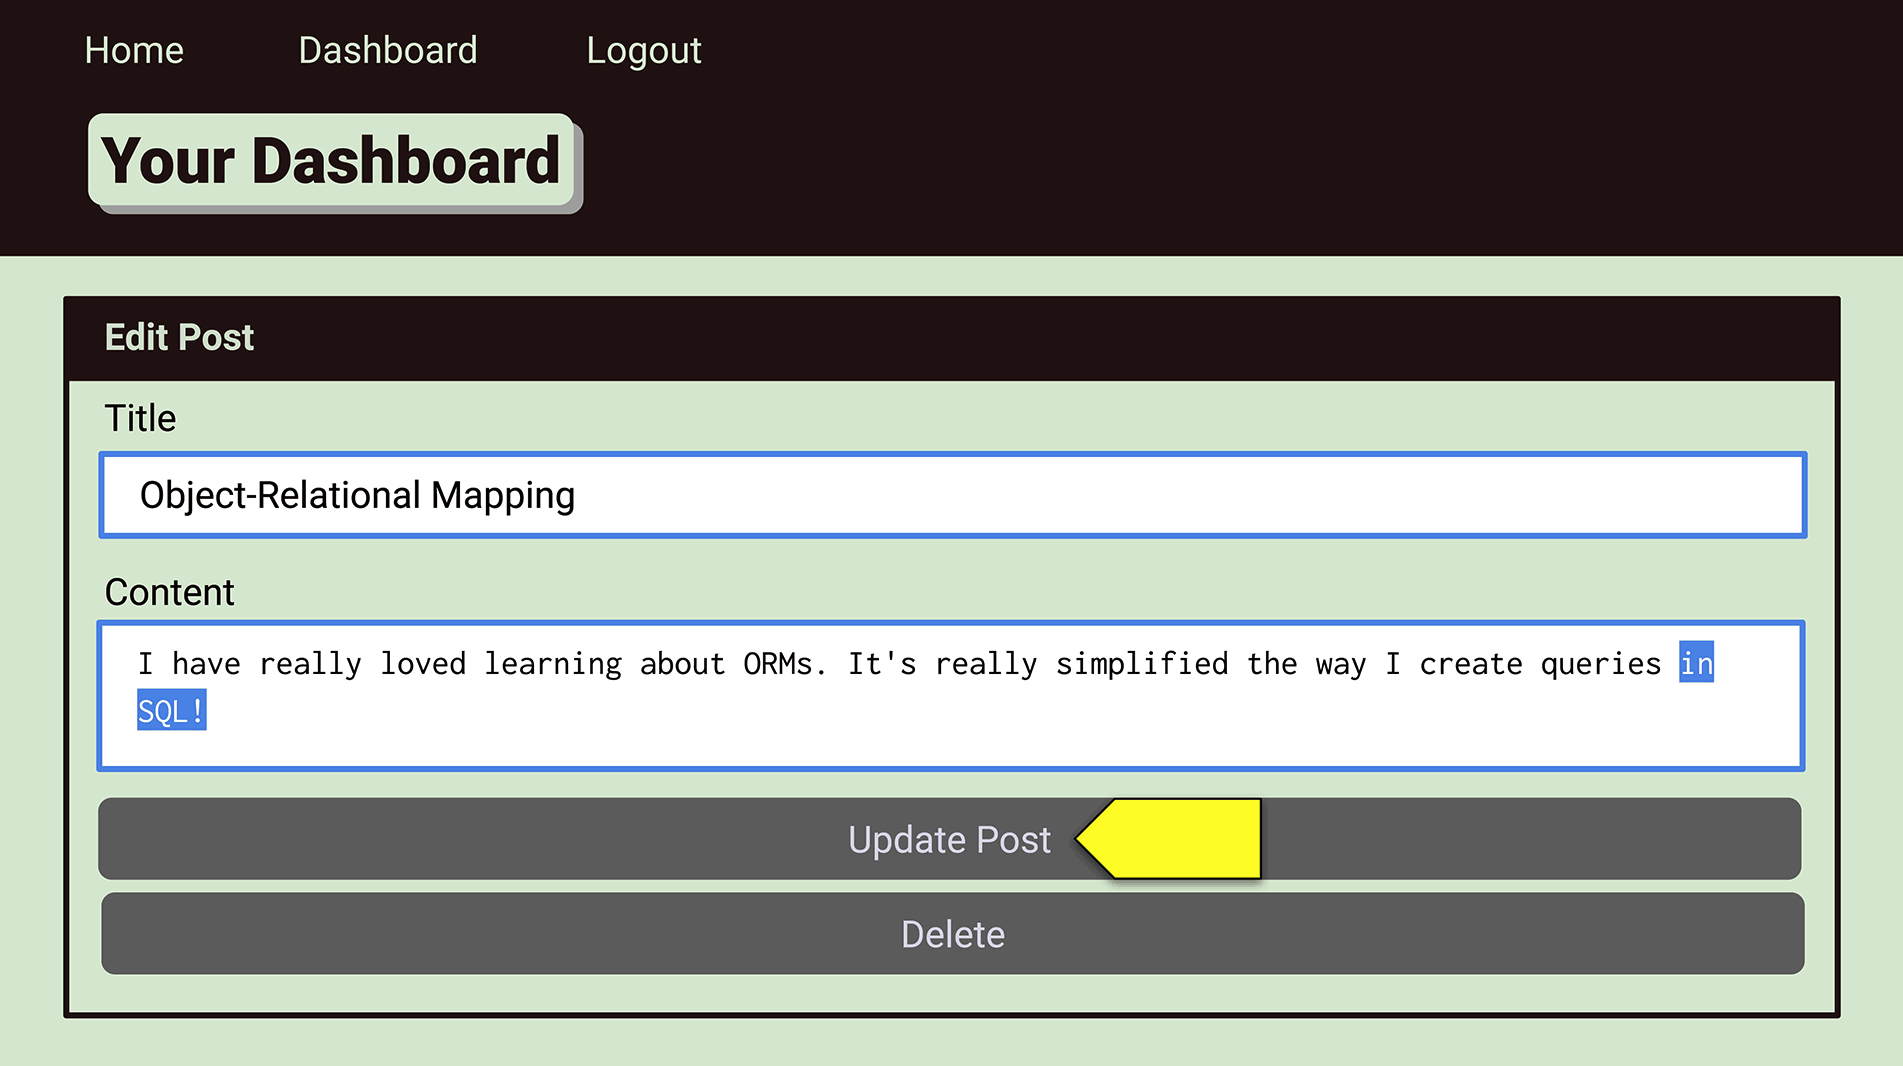 Home Dashboard Logout
Your Dashboard
Edit Post
Title
Object-Relational Mapping
Content
I have really loved learning about ORMs. It's really simplified the way I create queries in
SQL!
Update Post
Delete